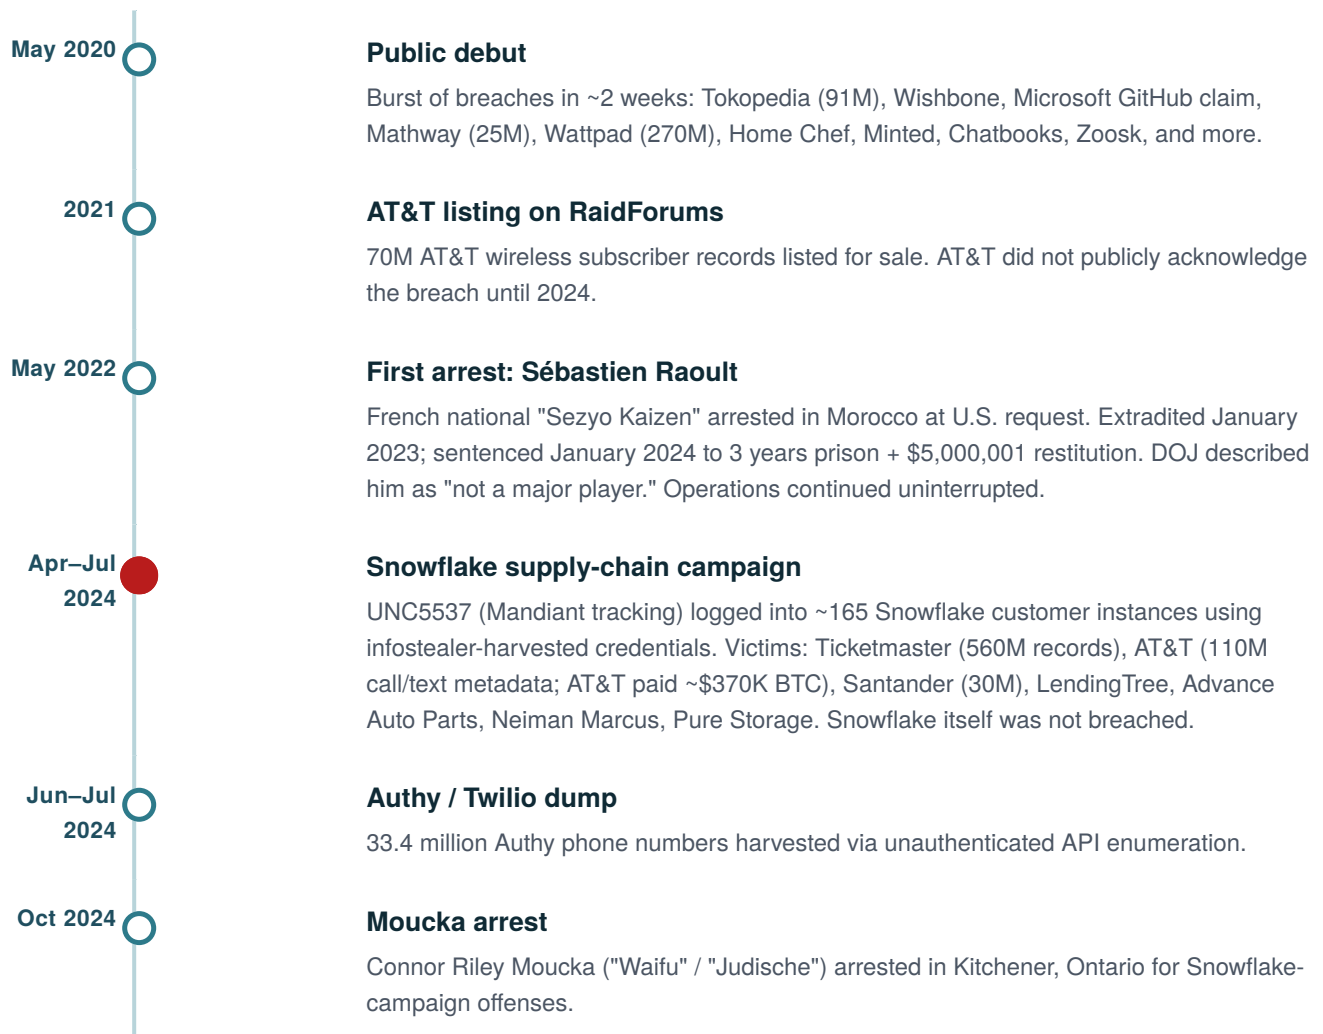 May 2020
Public debut
Burst of breaches in ~2 weeks: Tokopedia (91M), Wishbone, Microsoft GitHub claim,
Mathway (25M), Wattpad (270M), Home Chef, Minted, Chatbooks, Zoosk, and more.
2021
AT&T listing on RaidForums
70M AT&T wireless subscriber records listed for sale. AT&T did not publicly acknowledge
the breach until 2024.
May 2022
First arrest: Sébastien Raoult
French national "Sezyo Kaizen" arrested in Morocco at U.S. request. Extradited January
2023; sentenced January 2024 to 3 years prison + $5,000,001 restitution. DOJ described
him as "not a major player." Operations continued uninterrupted.
Apr–Jul
2024
Snowflake supply-chain campaign
UNC5537 (Mandiant tracking) logged into ~165 Snowflake customer instances using
infostealer-harvested credentials. Victims: Ticketmaster (560M records), AT&T (110M
call/text metadata; AT&T paid ~$370K BTC), Santander (30M), LendingTree, Advance
Auto Parts, Neiman Marcus, Pure Storage. Snowflake itself was not breached.
Jun–Jul
2024
Authy / Twilio dump
33.4 million Authy phone numbers harvested via unauthenticated API enumeration.
Oct 2024
Moucka arrest
Connor Riley Moucka ("Waifu" / "Judische") arrested in Kitchener, Ontario for Snowflake-
campaign offenses.